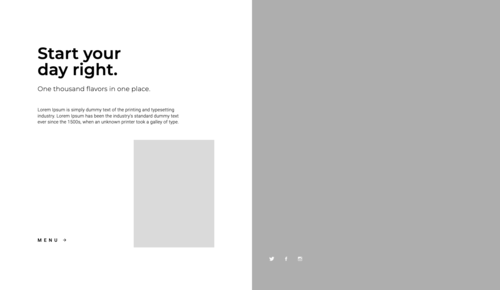 Start your
day right.
One thousand flavors in one place.
Lorem Ipsum is simply dummy text of the printing and typesetting
industry. Lorem Ipsum has been the industry's standard dummy text
ever since the 1500s, when an unknown printer took a galley of type
MENU +